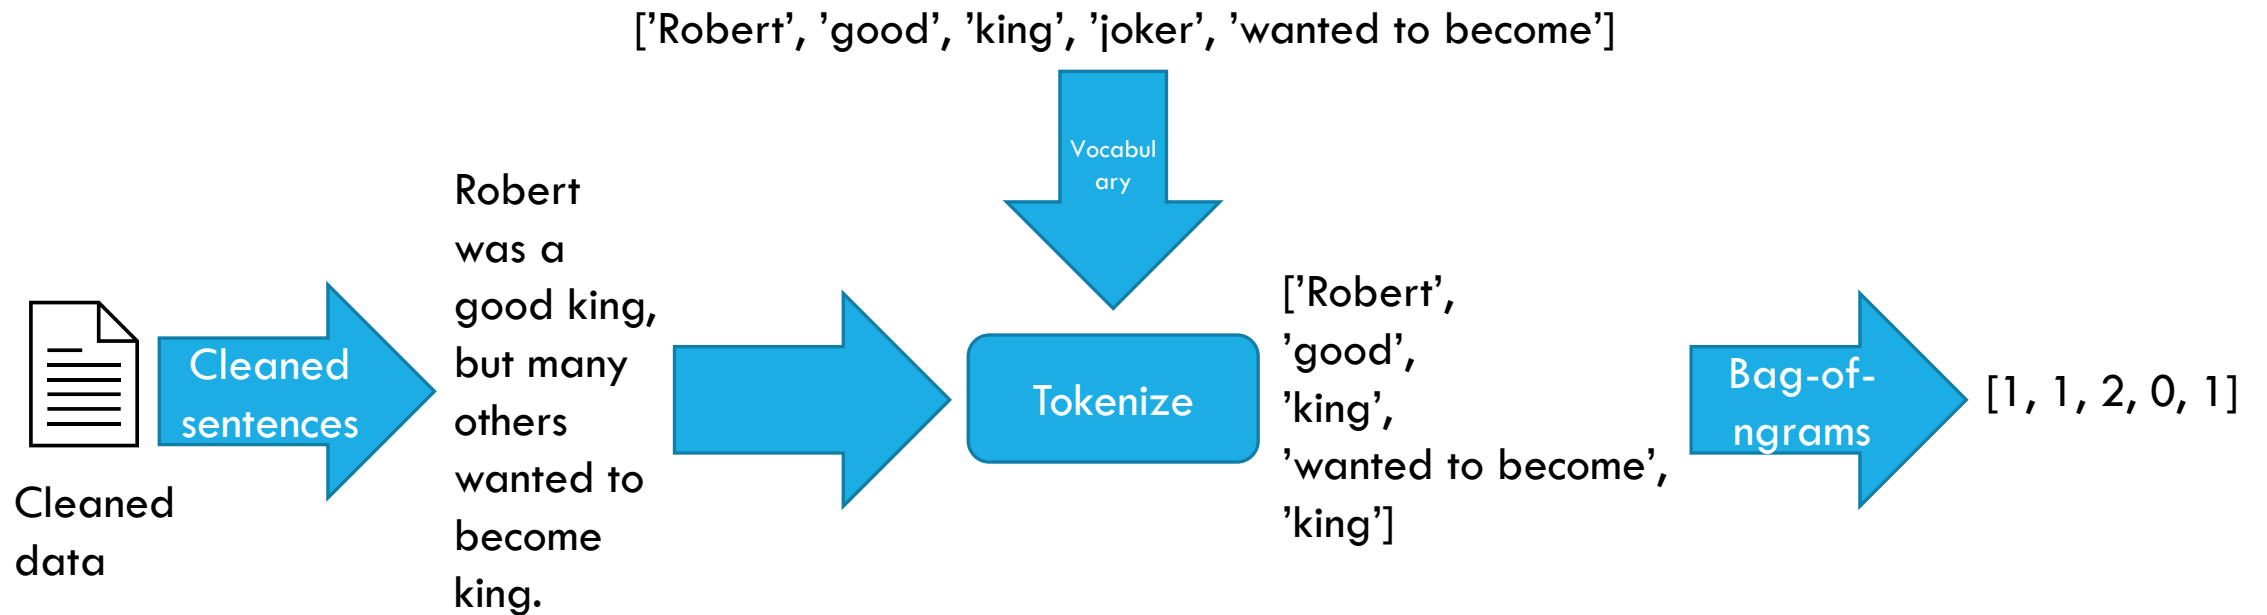 ['Robert', 'good', 'king', 'joker', 'wanted to become']
Vocabul
ary
Cleaned
data
Cleaned
sentences
Robert
was a
good king,
but many
others
wanted to
become
king.
Tokenize
['Robert',
'good',
'king',
'wanted to become',
'king']
Bag-of-
ngrams
[1, 1, 2, 0, 1]